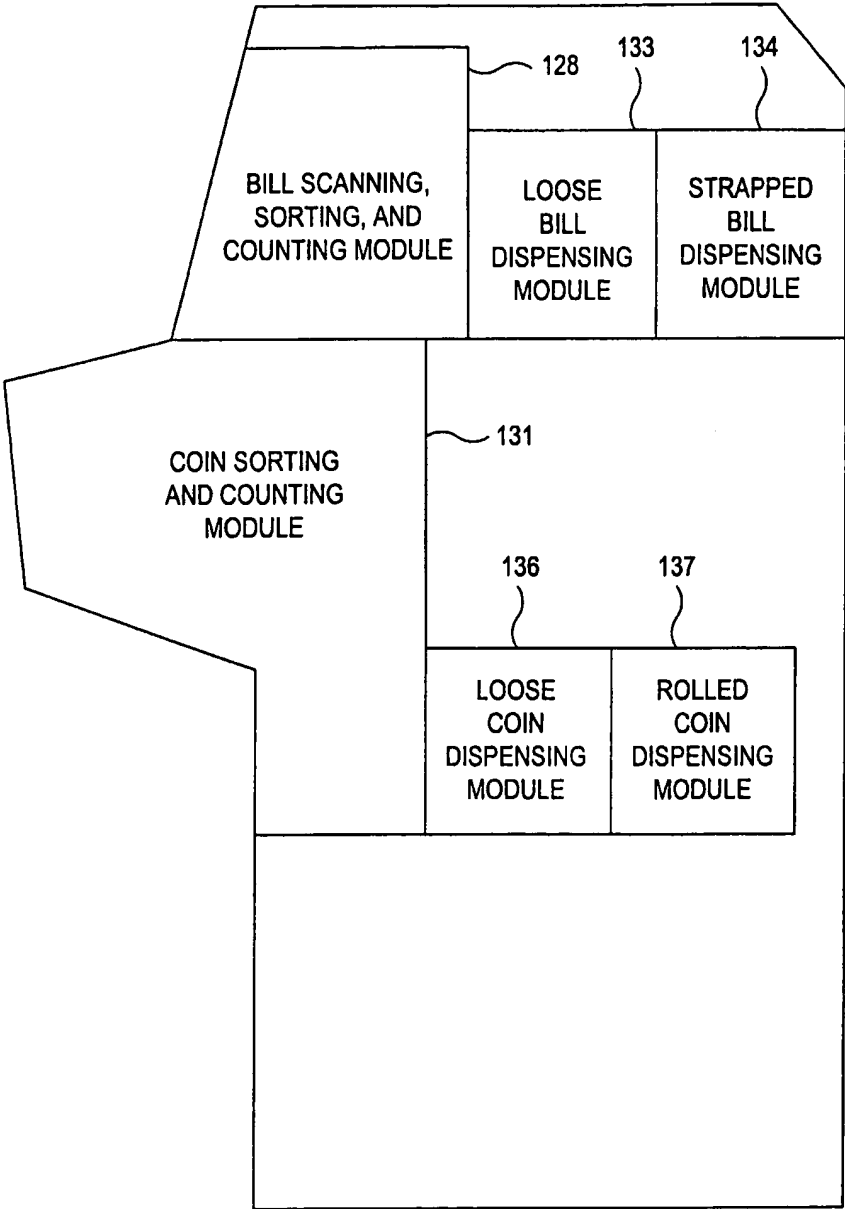 128
133
134
BILL SCANNING,
SORTING, AND
COUNTING MODULE
LOOSE
BILL
DISPENSING
MODULE
STRAPPED
BILL
DISPENSING
MODULE
131
COIN SORTING
AND COUNTING
MODULE
136
137
LOOSE
COIN
DISPENSING
MODULE
ROLLED
COIN
DISPENSING
MODULE